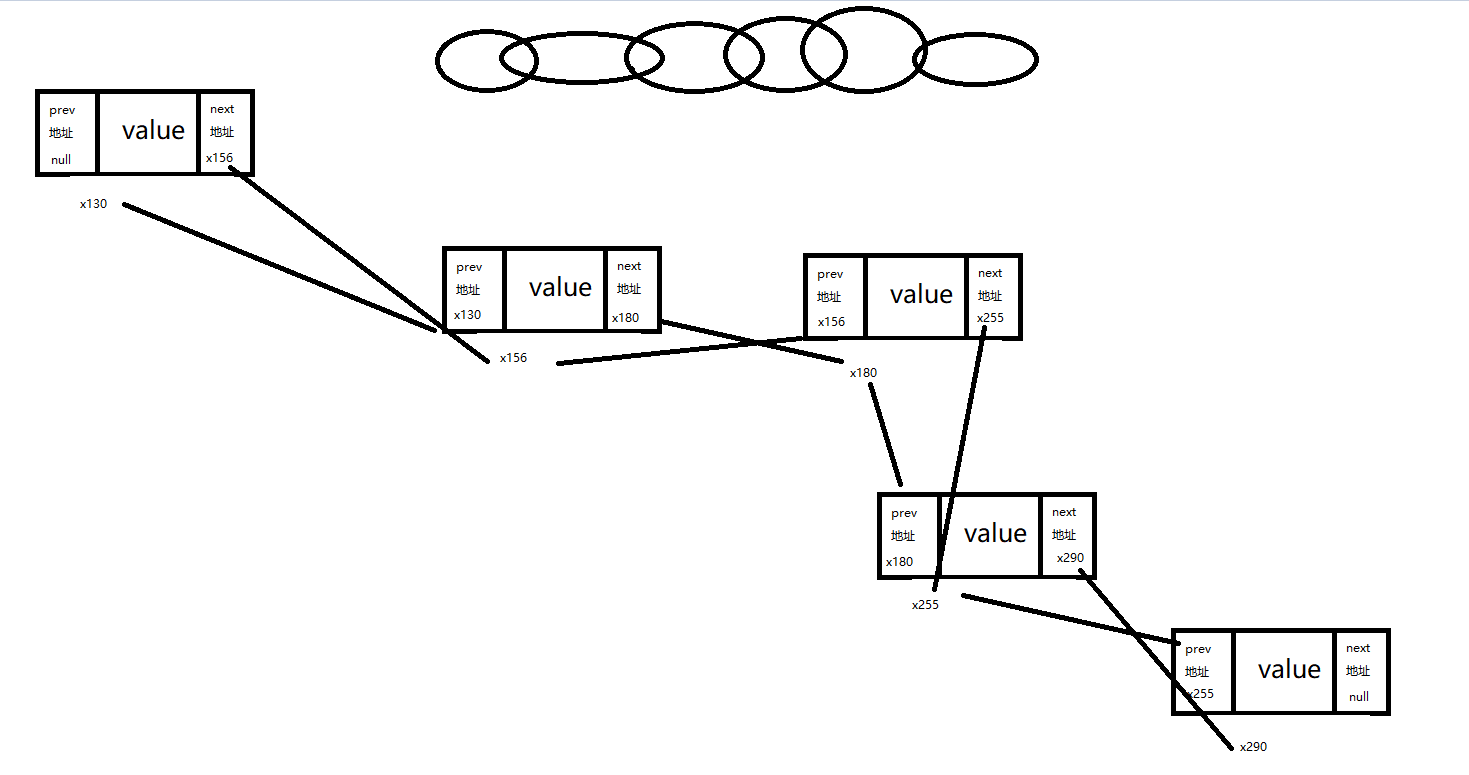 prev
地址
null
value
next
地址
x156
x130
prev
地址
x130
value
next
地址
x180
x156
prev
地址
x156
value
next
地址
x255
x180
prev
地址
x180
value
next
地址
x290
x255
prev
地址
x255
value
next
地址
null
x290